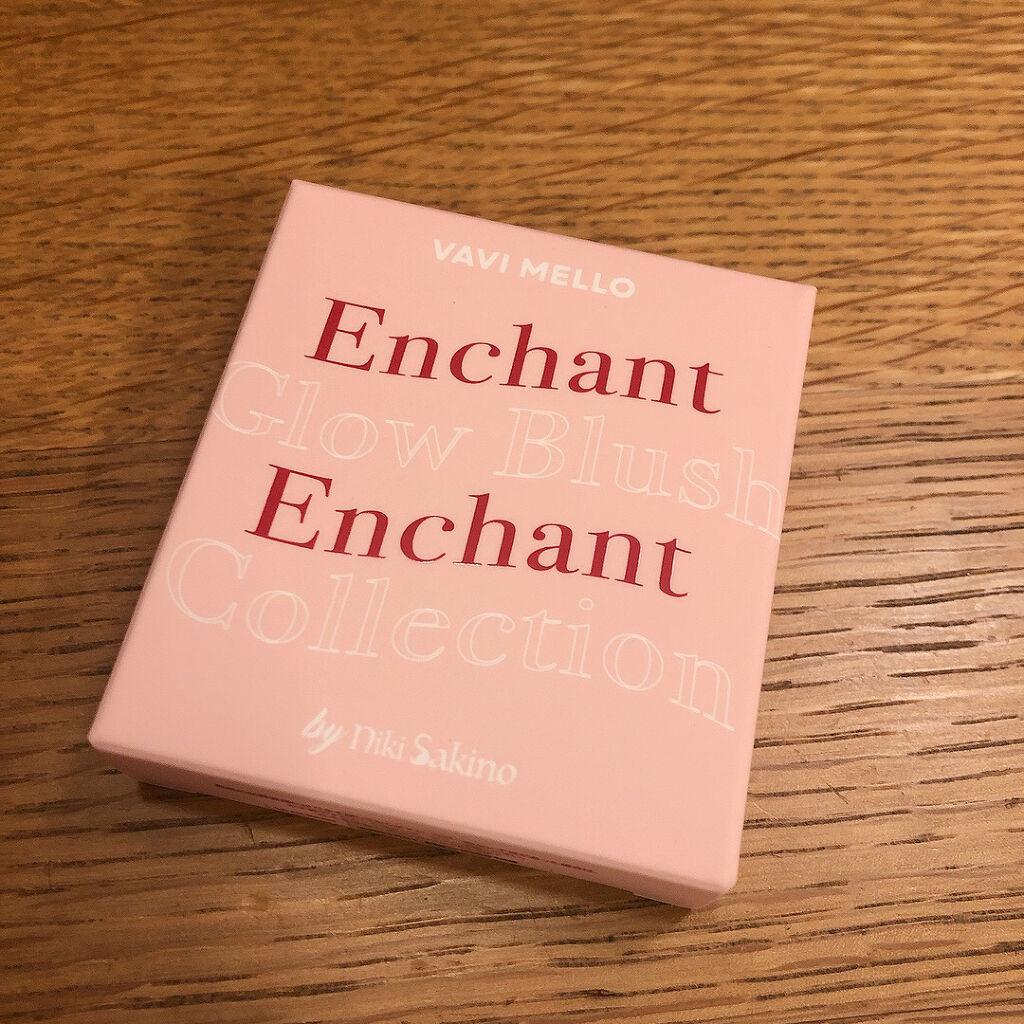 VAVI MELLO
Enchant
Glow Blush
Enchant
Collection
by Niki Sakino